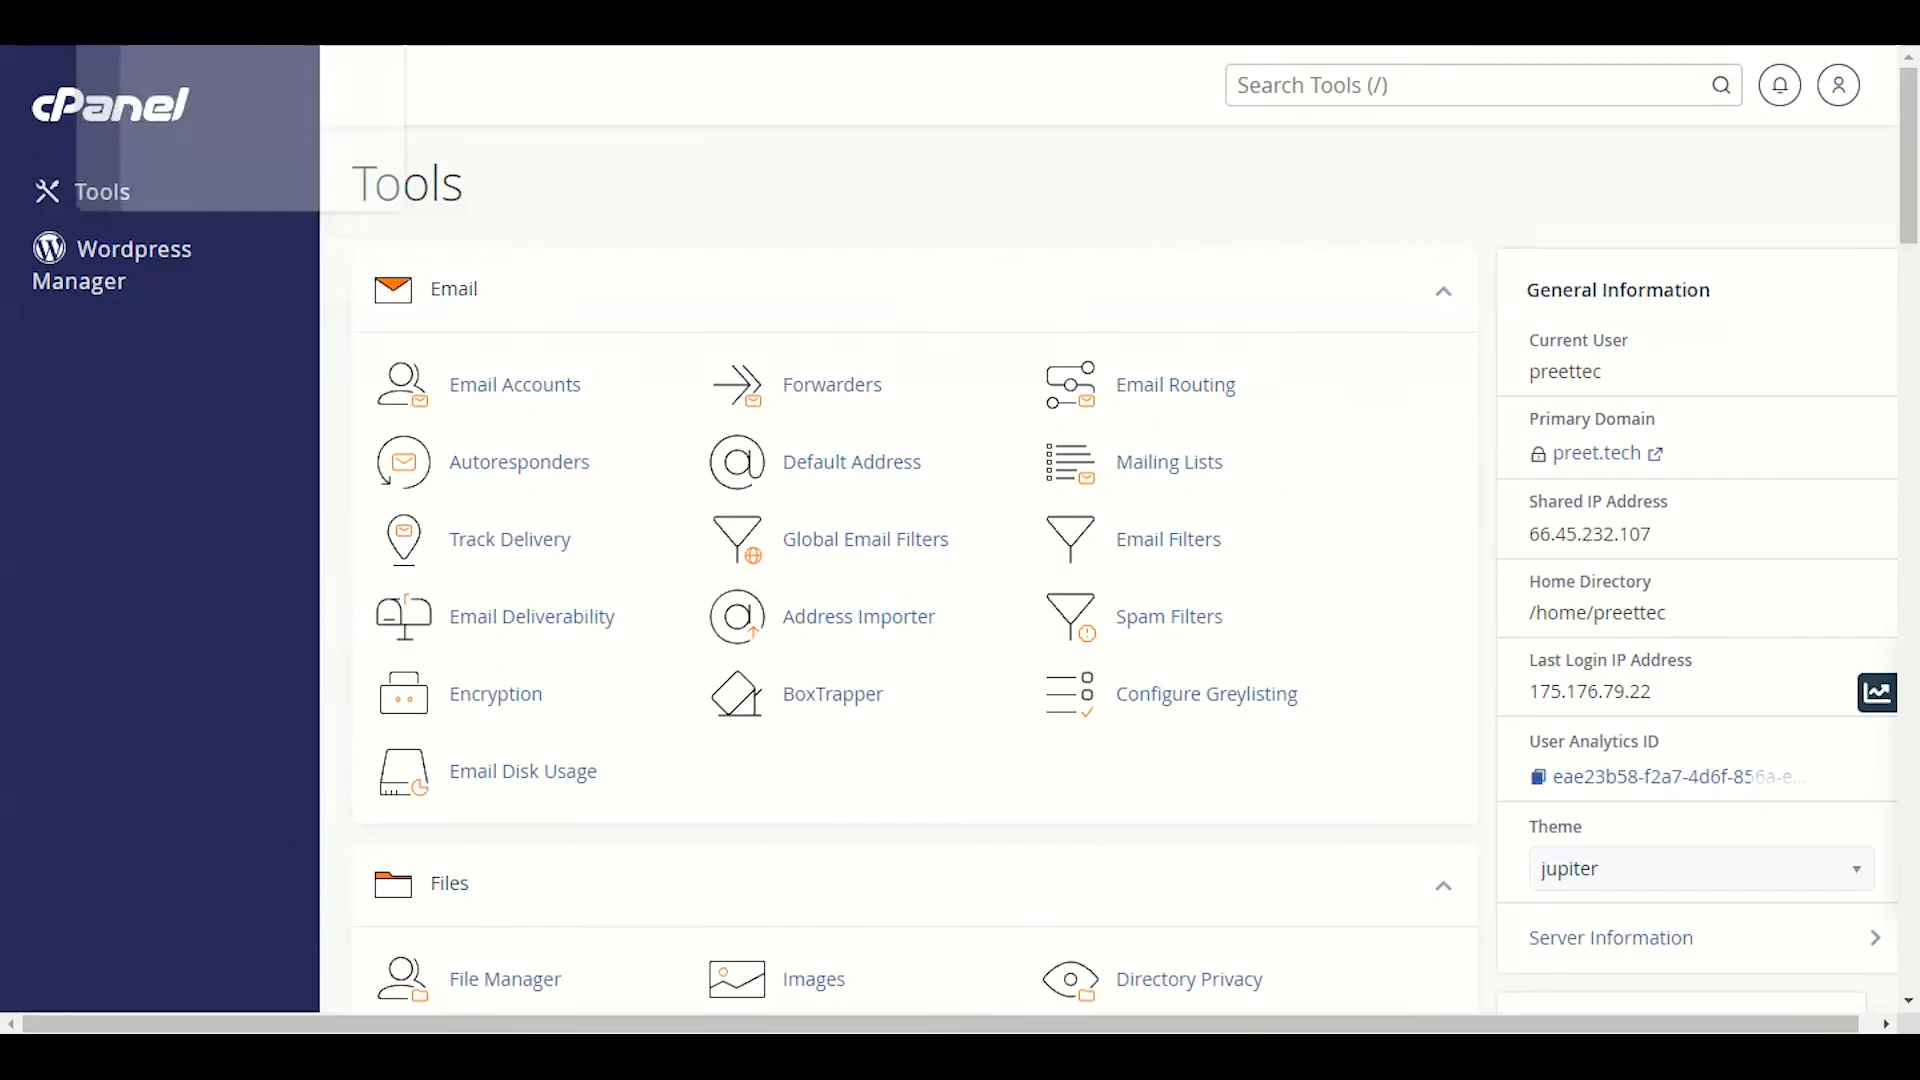 cPanel
Search Tools (/)
Tools
Wordpress
Manager
Tools
Email
Email Accounts
Forwarders
Email Routing
Autoresponders
Default Address
Mailing Lists
Track Delivery
Global Email Filters
Email Filters
Email Deliverability
Address Importer
Spam Filters
Encryption
BoxTrapper
Configure Greylisting
Email Disk Usage
Files
File Manager
Images
Directory Privacy
General Information
Current User
preettec
Primary Domain
preet.tech
Shared IP Address
66.45.232.107
Home Directory
/home/preettec
Last Login IP Address
175.176.79.22
User Analytics ID
eae23b58-f2a7-4d6f-856a-e...
Theme
jupiter
Server Information